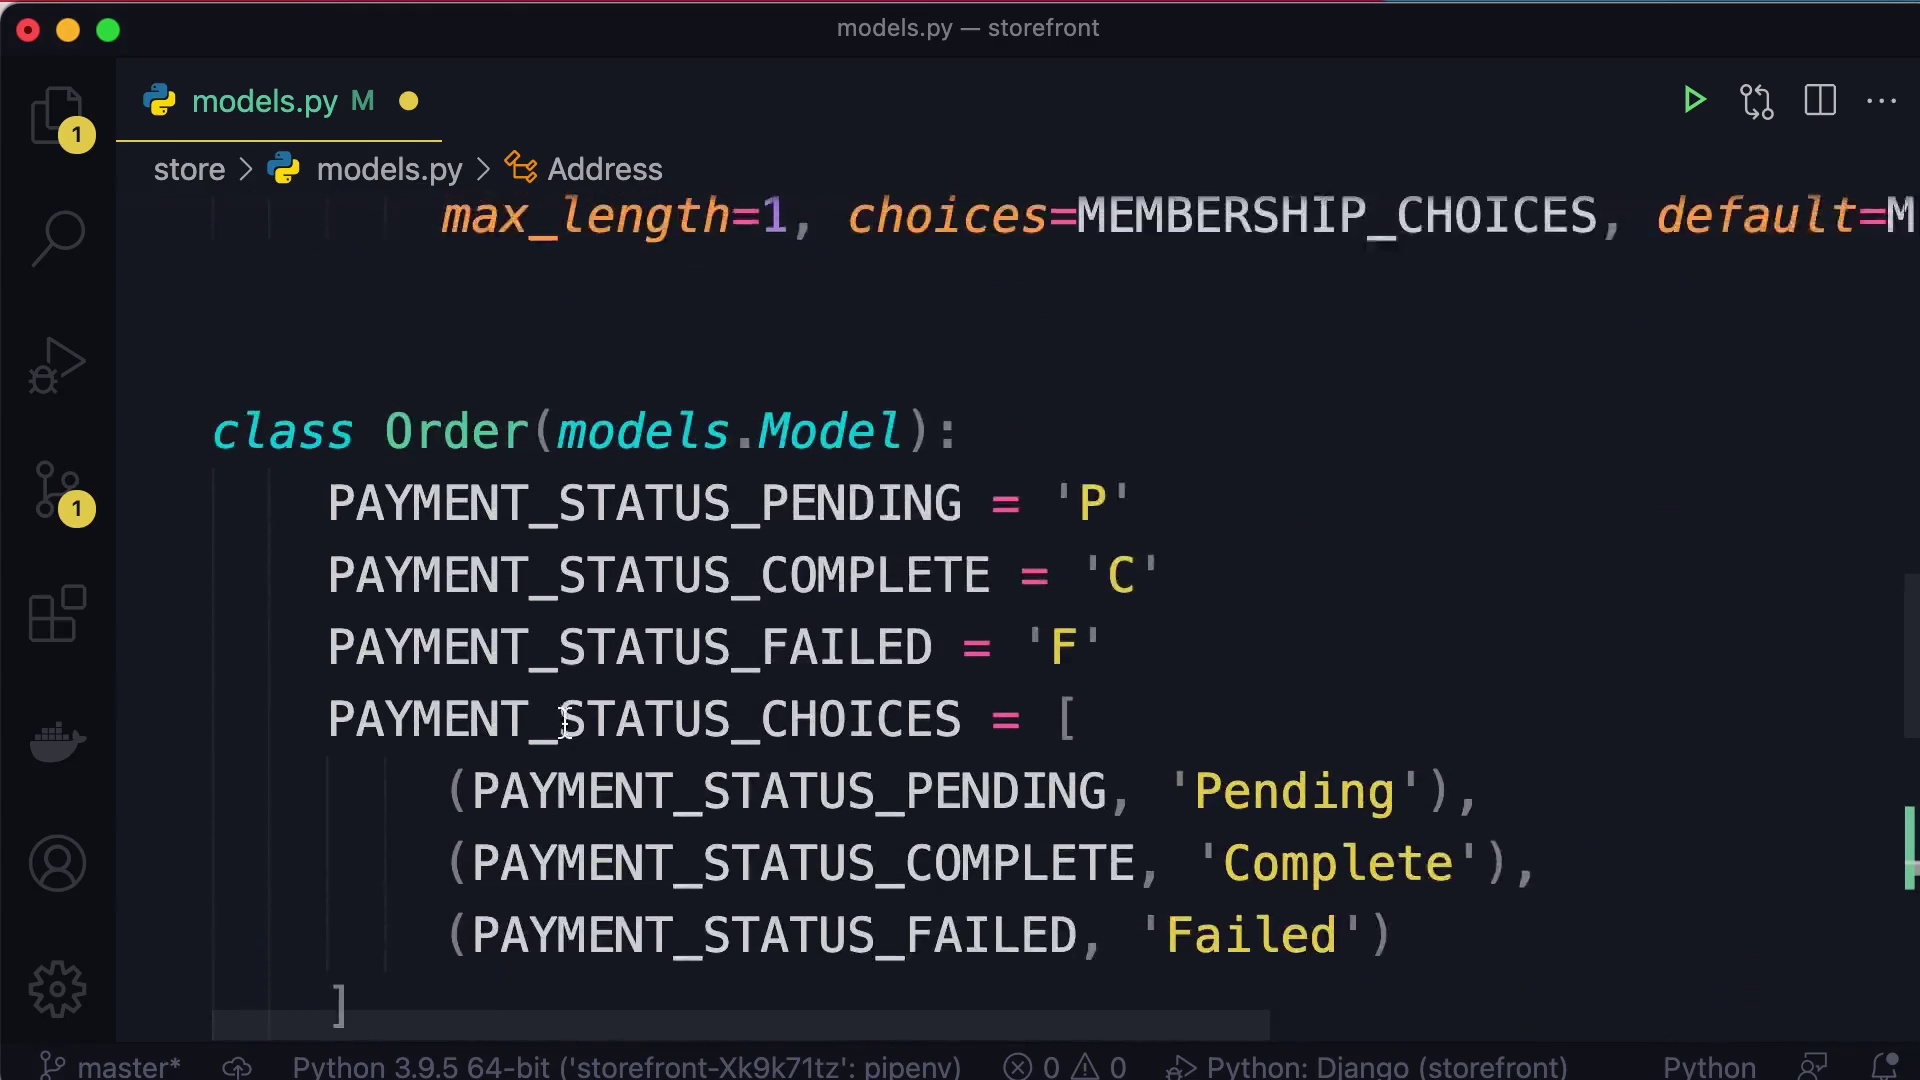 models.py — storefront
models.py M
1
store > models.py > Address
max_length=1, choices=MEMBERSHIP_CHOICES, default=M
class Order(models.Model):
PAYMENT_STATUS_PENDING = 'P'
PAYMENT_STATUS_COMPLETE = 'C'
PAYMENT_STATUS_FAILED = 'F'
1
PAYMENT_STATUS_CHOICES = [
(PAYMENT_STATUS_PENDING, 'Pending'),
(PAYMENT_STATUS_COMPLETE, 'Complete'),
(PAYMENT_STATUS_FAILED, 'Failed')
]
master* Python 3.9.5 64-bit ('storefront-Xk9k71tz': pipenv) 0 0 Python: Django (storefront) Python